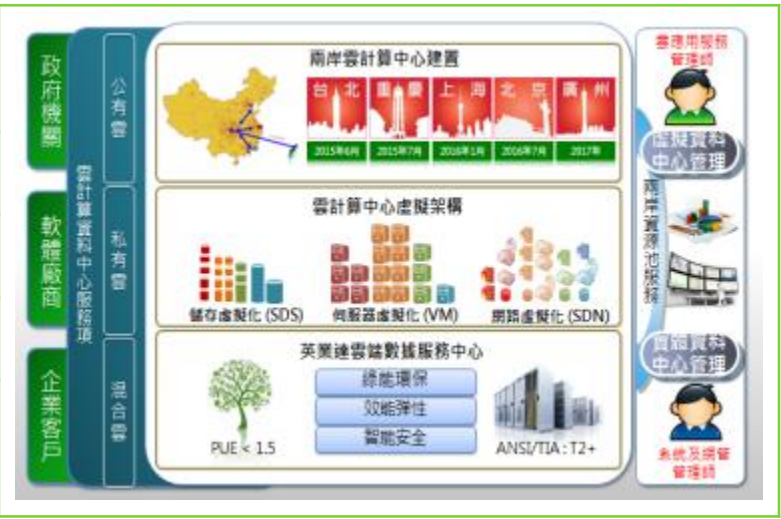 政府機關
軟體廠商
企業客戶
雲計算資料中心服務項
公有雲
私有雲
混合雲
兩岸雲計算中心建置
台北
重慶
上海
北京
廣州
2015年6月
2015年7月
2016年1月
2016年7月
2017年
雲計算中心虛擬架構
儲存虛擬化 (SDS)
伺服器虛擬化 (VM)
網路虛擬化 (SDN)
英業達雲端數據服務中心
綠能環保
效能彈性
智能安全
PUE < 1.5
ANSI/TIA : T2+
雲應用服務
管理師
虛擬資料
中心管理
兩岸資源池服務
實體資料
中心管理
系統及網管
管理師